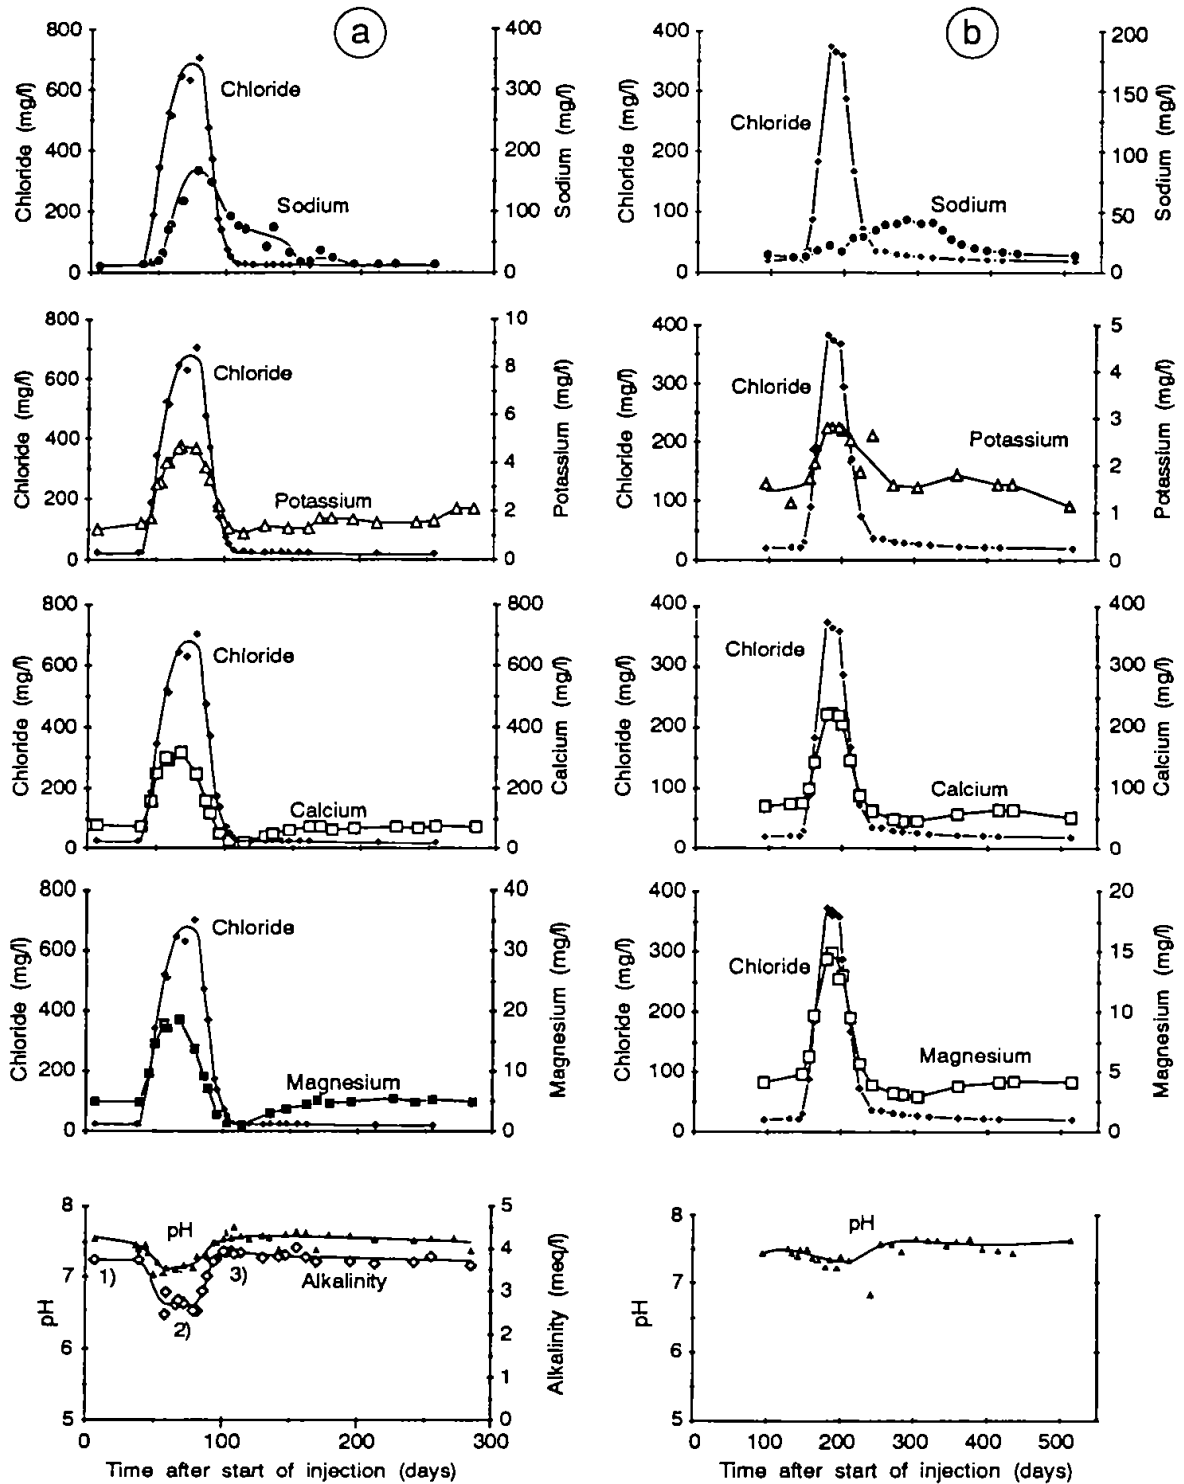 a
800
600
400
200
0
Chloride (mg/l)
Chloride
Sodium
400
300
200
100
0
Sodium (mg/l)
b
400
300
200
100
0
Chloride (mg/l)
Chloride
Sodium
200
150
100
50
0
Sodium (mg/l)
800
600
400
200
0
Chloride (mg/l)
Chloride
Potassium
10
8
6
4
2
0
Potassium (mg/l)
400
300
200
100
0
Chloride (mg/l)
Chloride
Potassium
5
4
3
2
1
0
Potassium (mg/l)
800
600
400
200
0
Chloride (mg/l)
Chloride
Calcium
800
600
400
200
0
Calcium (mg/l)
400
300
200
100
0
Chloride (mg/l)
Chloride
Calcium
400
300
200
100
0
Calcium (mg/l)
800
600
400
200
0
Chloride (mg/l)
Chloride
Magnesium
40
30
20
10
0
Magnesium (mg/l)
400
300
200
100
0
Chloride (mg/l)
Chloride
Magnesium
20
15
10
5
0
Magnesium (mg/l)
8
7
6
5
pH
pH
1)
2)
3)
Alkalinity
5
4
3
2
1
0
Alkalinity (meq/l)
0 100 200 300
Time after start of injection (days)
8
7
6
5
pH
pH
0 100 200 300 400 500
Time after start of injection (days)